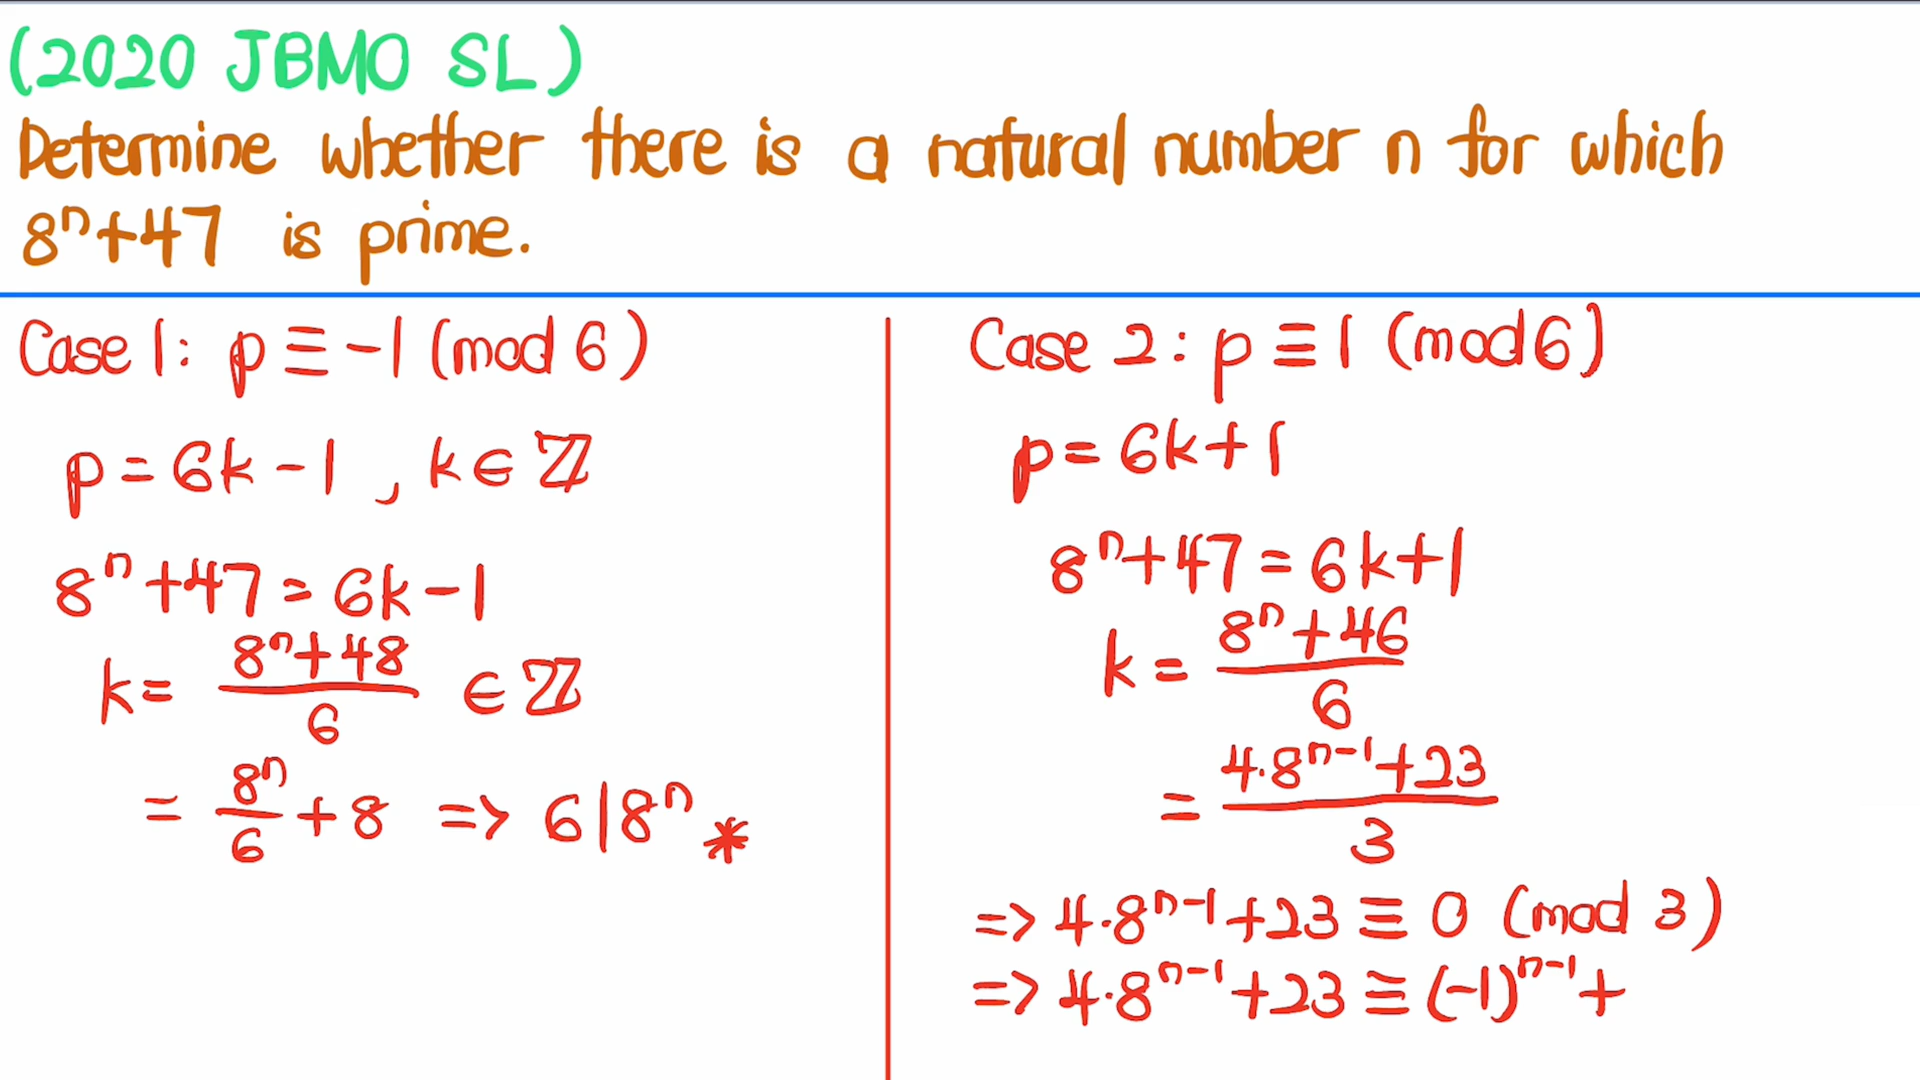 (2020 JBMO SL)
Determine whether there is a natural number n for which
8ⁿ+47 is prime.
Case 1: p ≡ -1 (mod 6)
p = 6k - 1 , k ∈ ℤ
8ⁿ + 47 = 6k - 1
k = (8ⁿ + 48)/6 ∈ ℤ
= 8ⁿ/6 + 8 => 6|8ⁿ *
Case 2: p ≡ 1 (mod 6)
p = 6k + 1
8ⁿ + 47 = 6k + 1
k = (8ⁿ + 46)/6
= (4·8ⁿ⁻¹ + 23)/3
=> 4·8ⁿ⁻¹ + 23 ≡ 0 (mod 3)
=> 4·8ⁿ⁻¹ + 23 ≡ (-1)ⁿ⁻¹ +